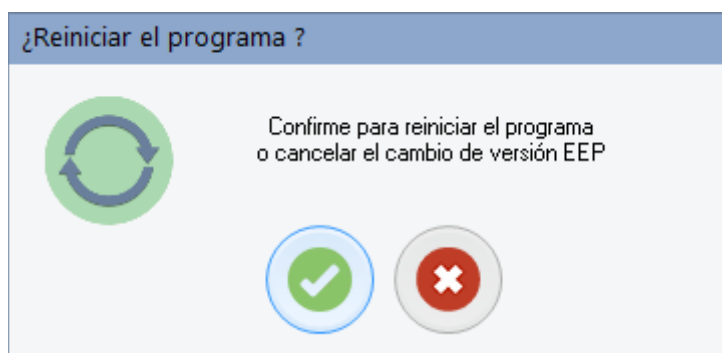 ¿Reiniciar el programa ?
Confirme para reiniciar el programa
o cancelar el cambio de versión EEP